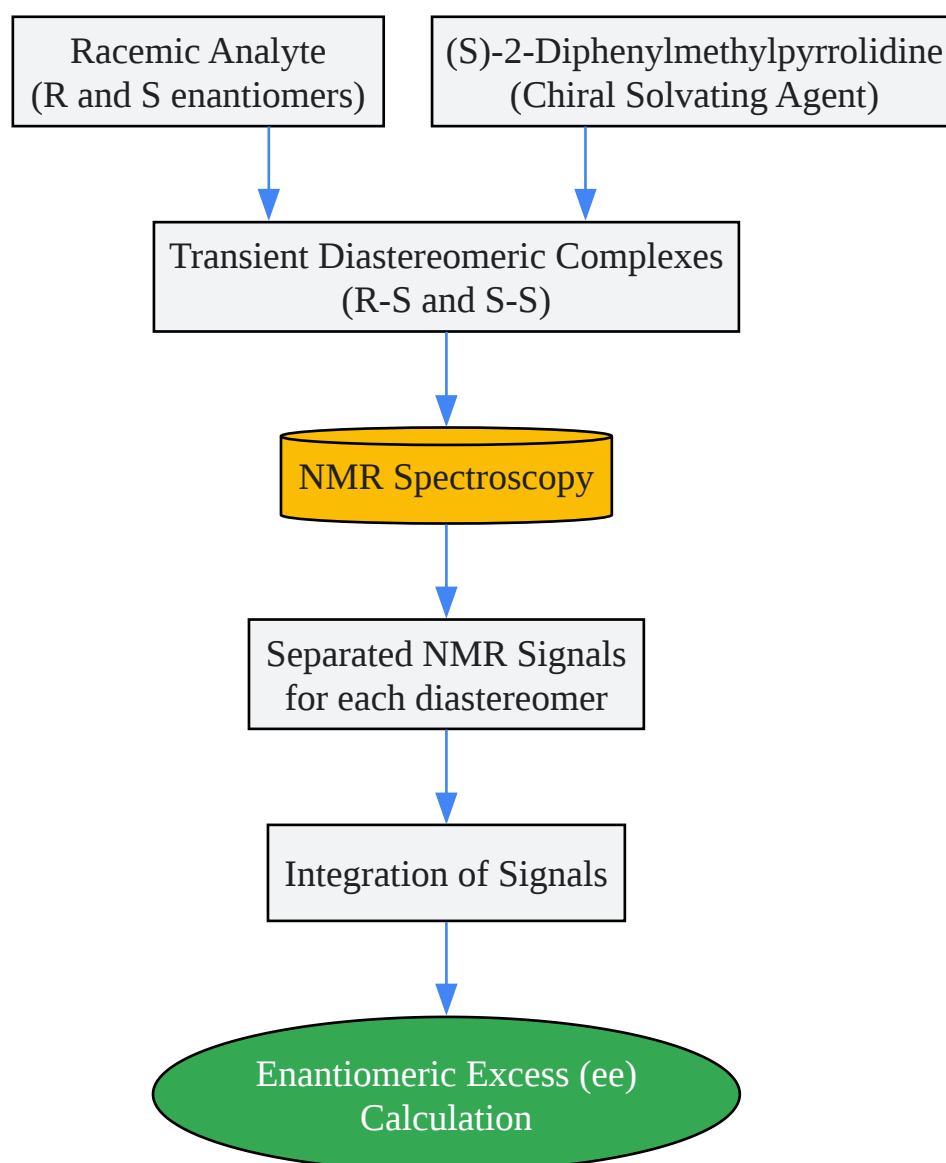 Racemic Analyte
(R and S enantiomers)
(S)-2-Diphenylmethylpyrrolidine
(Chiral Solvating Agent)
Transient Diastereomeric Complexes
(R-S and S-S)
NMR Spectroscopy
Separated NMR Signals
for each diastereomer
Integration of Signals
Enantiomeric Excess (ee)
Calculation